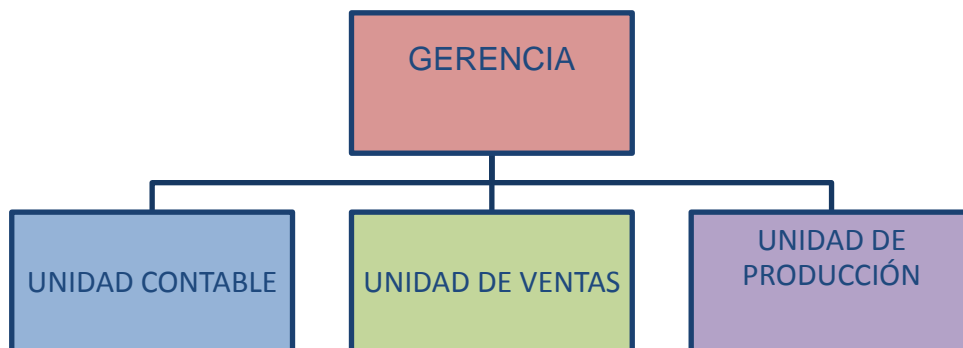 GERENCIA
UNIDAD CONTABLE
UNIDAD DE VENTAS
UNIDAD DE
PRODUCCIÓN